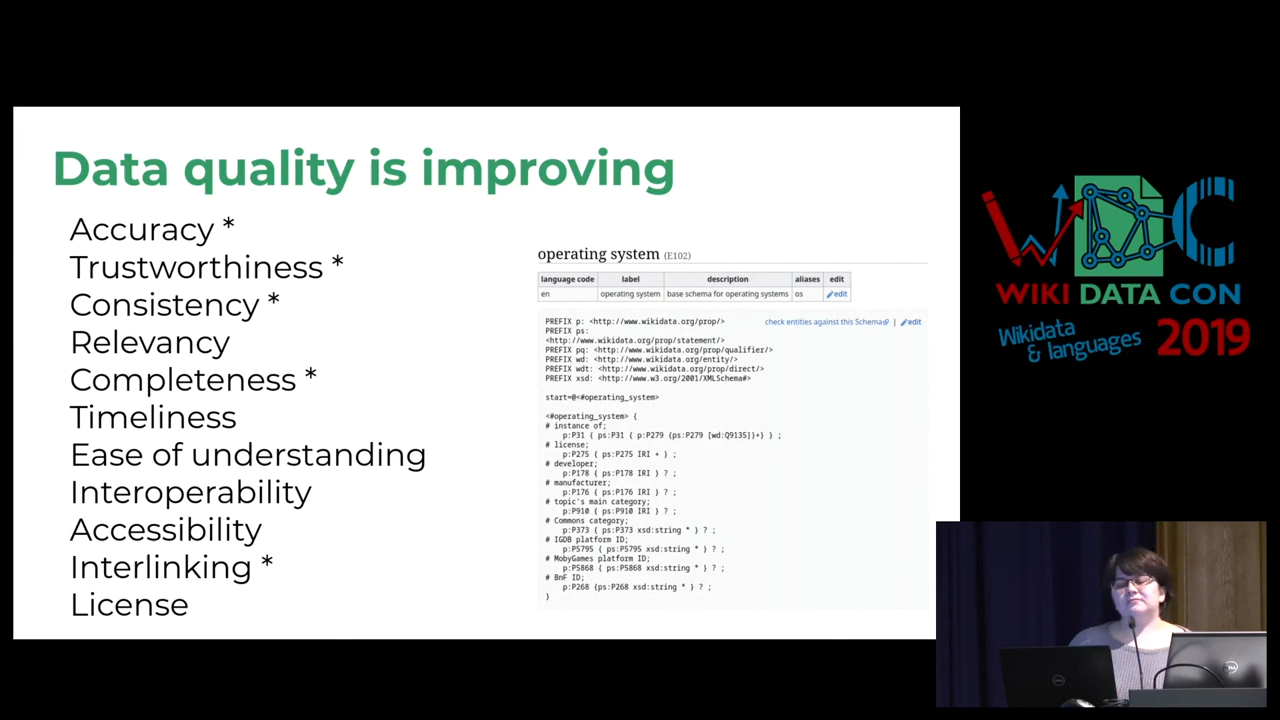 Data quality is improving
Accuracy *
Trustworthiness *
Consistency *
Relevancy
Completeness *
Timeliness
Ease of understanding
Interoperability
Accessibility
Interlinking *
License
operating system (E102)
language code label description aliases edit
en operating system base schema for operating systems os edit
check entities against this Schema | edit
PREFIX p: <http://www.wikidata.org/prop/>
PREFIX ps:
<http://www.wikidata.org/prop/statement/>
PREFIX pq: <http://www.wikidata.org/prop/qualifier/>
PREFIX wd: <http://www.wikidata.org/entity/>
PREFIX wdt: <http://www.wikidata.org/prop/direct/>
PREFIX xsd: <http://www.w3.org/2001/XMLSchema#>
start=@<#operating_system>
<#operating_system> {
# instance of;
p:P31 { ps:P31 { p:P279 {ps:P279 [wd:Q9135]}+} } ;
# license;
p:P275 { ps:P275 IRI + } ;
# developer;
p:P178 { ps:P178 IRI } ? ;
# manufacturer;
p:P176 { ps:P176 IRI } ? ;
# topic's main category;
p:P910 { ps:P910 IRI } ? ;
# Commons category;
p:P373 { ps:P373 xsd:string * } ? ;
# IGDB platform ID;
p:P5795 { ps:P5795 xsd:string * } ? ;
# MobyGames platform ID;
p:P5868 { ps:P5868 xsd:string * } ? ;
# BnF ID;
p:P268 {ps:P268 xsd:string * } ? ;
}
WDC
WIKI DATA CON
Wikidata
& languages
2019
DELL